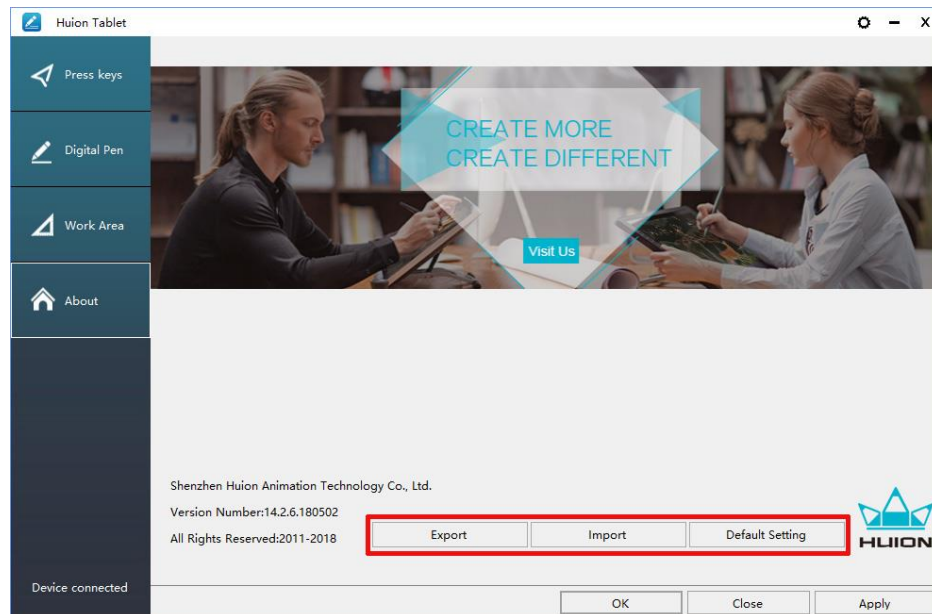 Huion Tablet
X
Press keys
CREATE MORE
CREATE DIFFERENT
Digital Pen
Work Area
Visit Us
About
Shenzhen Huion Animation Technology Co., Ltd.
Version Number:14.2.6.180502
All Rights Reserved:2011-2018
Export
Import
Default Setting
HUION
Device connected
OK
Close
Apply